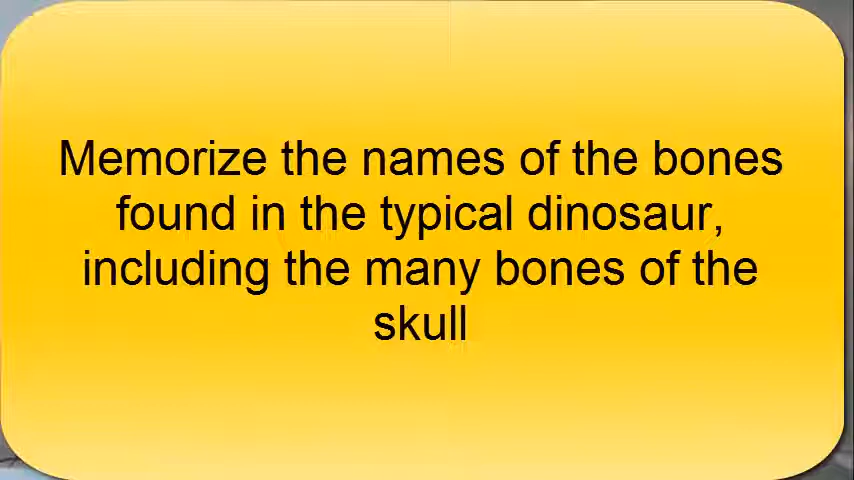 Memorize the names of the bones
found in the typical dinosaur,
including the many bones of the
skull